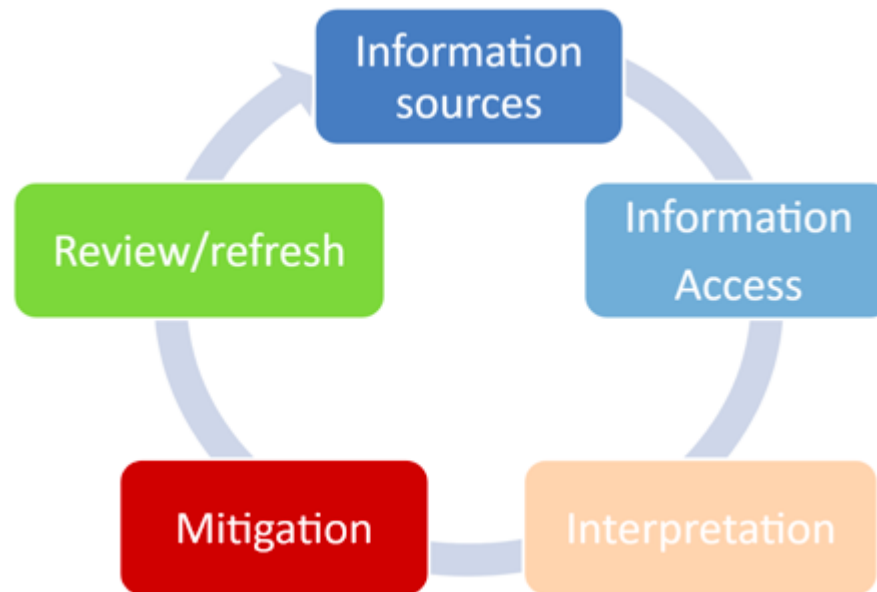 Information
sources
Information
Access
Interpretation
Mitigation
Review/refresh